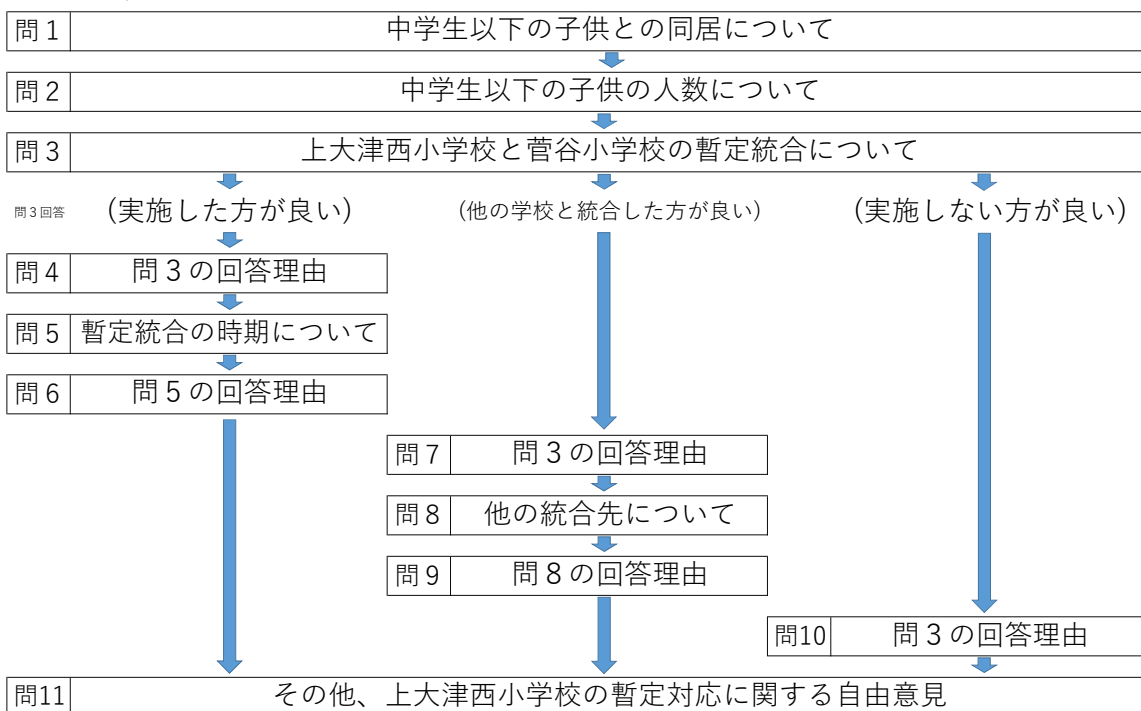 問1 中学生以下の子供との同居について
問2 中学生以下の子供の人数について
問3 上大津西小学校と菅谷小学校の暫定統合について
問3回答 (実施した方が良い) (他の学校と統合した方が良い) (実施しない方が良い)
問4 問3の回答理由
問5 暫定統合の時期について
問6 問5の回答理由
問7 問3の回答理由
問8 他の統合先について
問9 問8の回答理由
問10 問3の回答理由
問11 その他、上大津西小学校の暫定対応に関する自由意見